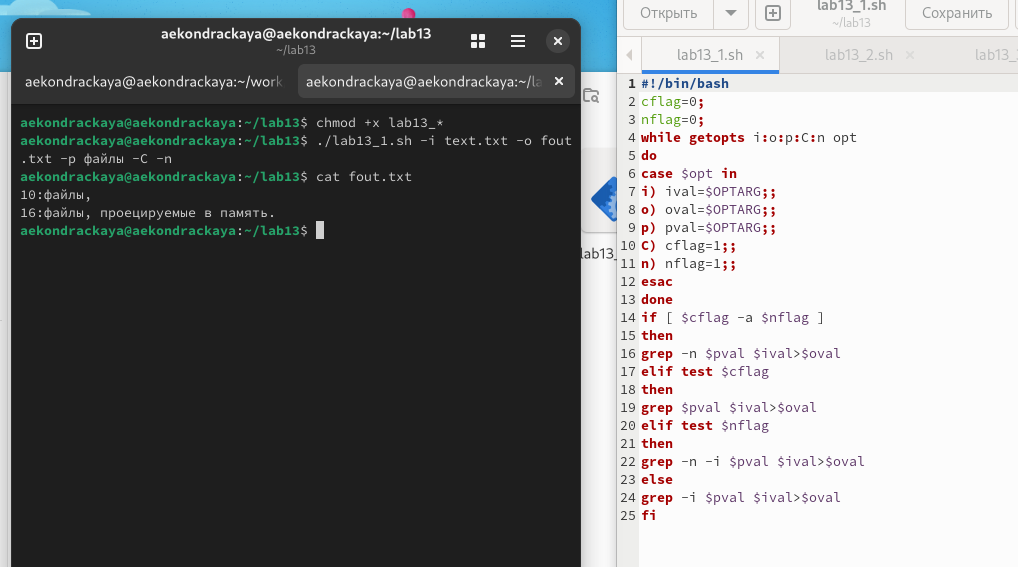 aekondrackaya@aekondrackaya:~/lab13
~/lab13
aekondrackaya@aekondrackaya:~/work
aekondrackaya@aekondrackaya:~/la
aekondrackaya@aekondrackaya:~/lab13$ chmod +x lab13_*
aekondrackaya@aekondrackaya:~/lab13$ ./lab13_1.sh -i text.txt -o fout
.txt -p файлы -C -n
aekondrackaya@aekondrackaya:~/lab13$ cat fout.txt
10:файлы,
16:файлы, проецируемые в память.
aekondrackaya@aekondrackaya:~/lab13$
lab13_
Открыть
lab13_1.sh
~/lab13
Сохранить
lab13_1.sh
lab13_2.sh
lab13_
1 #!/bin/bash
2 cflag=0;
3 nflag=0;
4 while getopts i:o:p:C:n opt
5 do
6 case $opt in
7 i) ival=$OPTARG;;
8 o) oval=$OPTARG;;
9 p) pval=$OPTARG;;
10 C) cflag=1;;
11 n) nflag=1;;
12 esac
13 done
14 if [ $cflag -a $nflag ]
15 then
16 grep -n $pval $ival>$oval
17 elif test $cflag
18 then
19 grep $pval $ival>$oval
20 elif test $nflag
21 then
22 grep -n -i $pval $ival>$oval
23 else
24 grep -i $pval $ival>$oval
25 fi